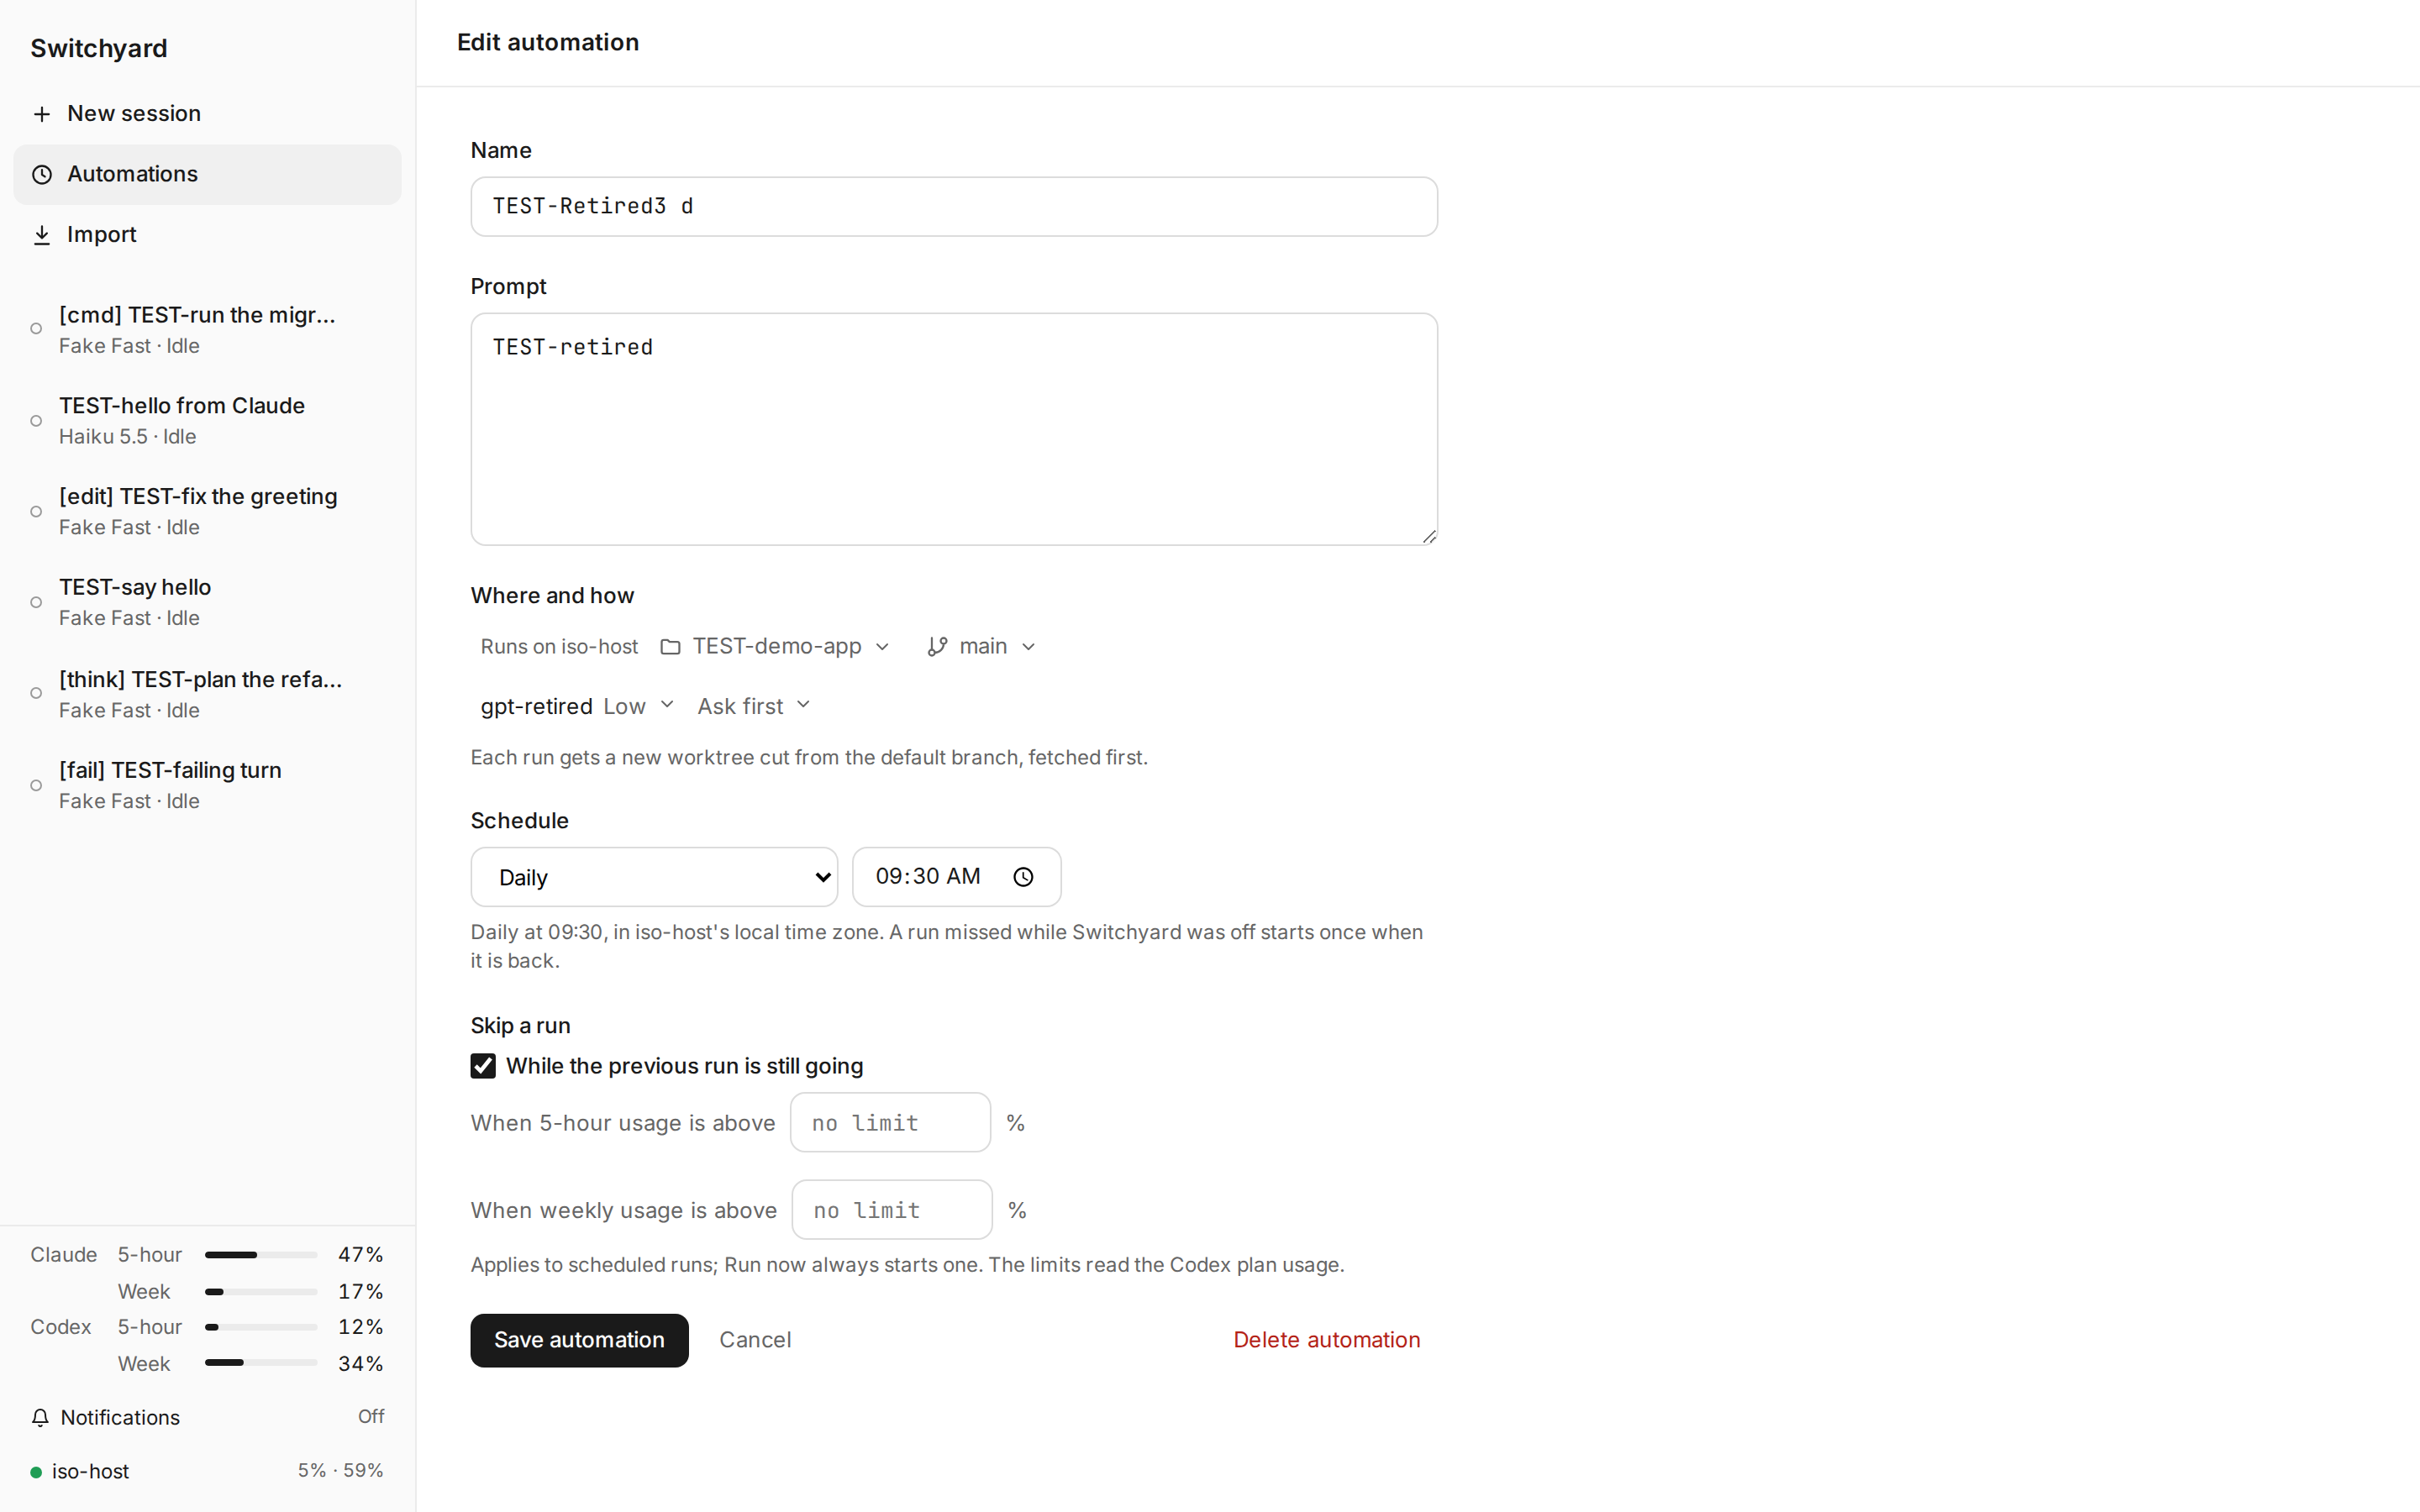 Switchyard
New session
Automations
Import
[cmd] TEST-run the migr...
Fake Fast · Idle
TEST-hello from Claude
Haiku 5.5 · Idle
[edit] TEST-fix the greeting
Fake Fast · Idle
TEST-say hello
Fake Fast · Idle
[think] TEST-plan the refa...
Fake Fast · Idle
[fail] TEST-failing turn
Fake Fast · Idle
Claude 5-hour 47%
Week 17%
Codex 5-hour 12%
Week 34%
Notifications Off
iso-host 5% · 59%
Edit automation
Name
TEST-Retired3 d
Prompt
TEST-retired
Where and how
Runs on iso-host TEST-demo-app main
gpt-retired Low Ask first
Each run gets a new worktree cut from the default branch, fetched first.
Schedule
Daily 09:30 AM
Daily at 09:30, in iso-host's local time zone. A run missed while Switchyard was off starts once when
it is back.
Skip a run
While the previous run is still going
When 5-hour usage is above no limit %
When weekly usage is above no limit %
Applies to scheduled runs; Run now always starts one. The limits read the Codex plan usage.
Save automation Cancel Delete automation